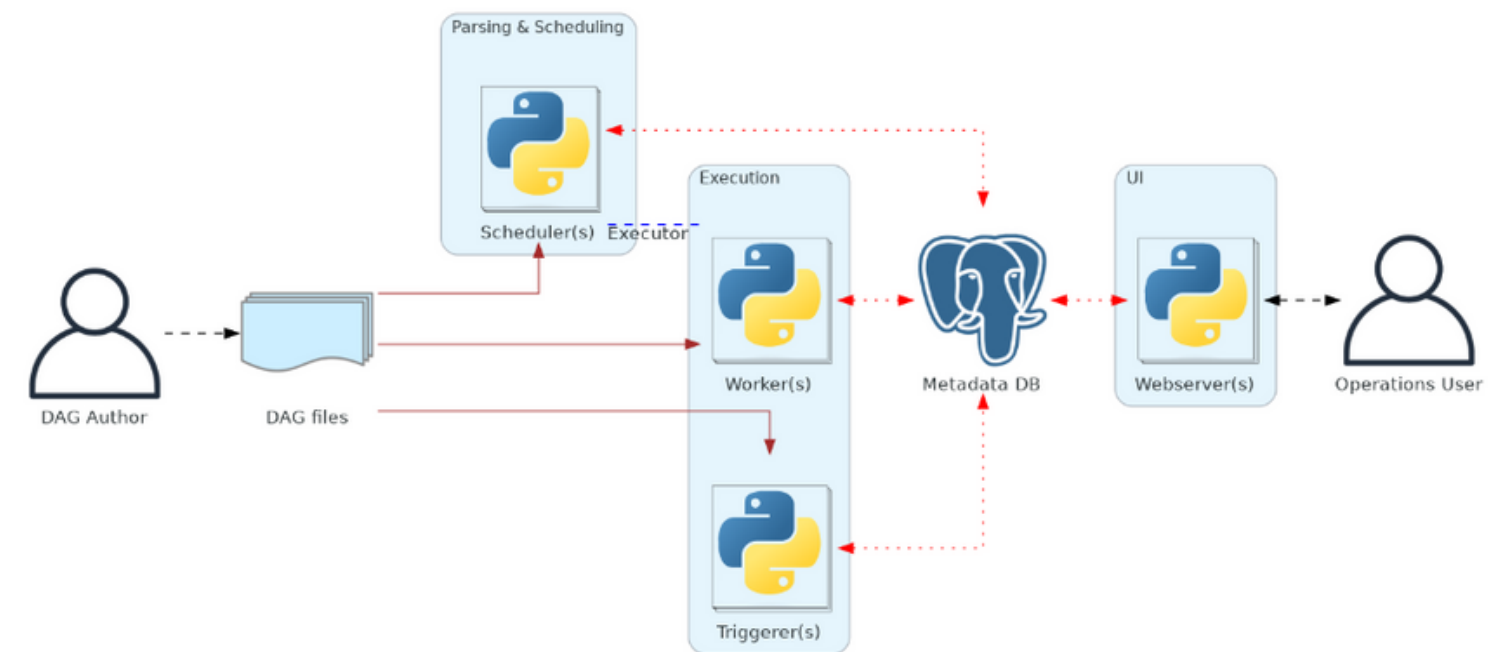 Parsing & Scheduling
Scheduler(s)
Executor
Execution
UI
Worker(s)
Metadata DB
Webserver(s)
Operations User
DAG Author
DAG files
Triggerer(s)